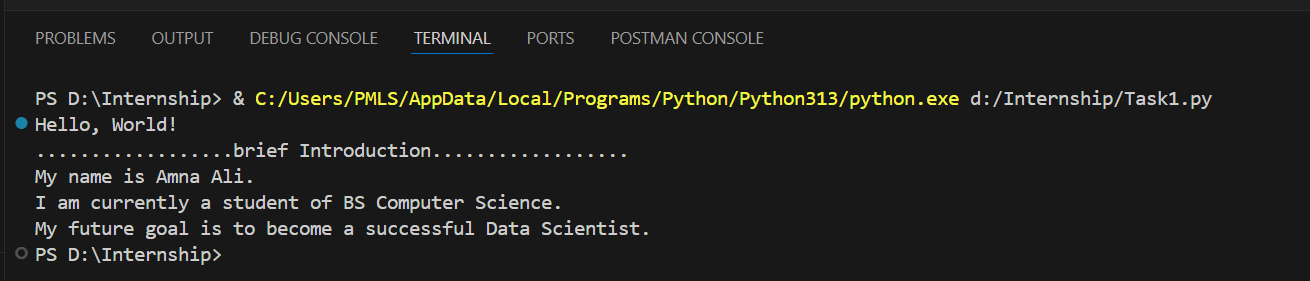 PROBLEMS OUTPUT DEBUG CONSOLE TERMINAL PORTS POSTMAN CONSOLE
PS D:\Internship> & C:/Users/PMLS/AppData/Local/Programs/Python/Python313/python.exe d:/Internship/Task1.py
Hello, World!
..................brief Introduction..................
My name is Amna Ali.
I am currently a student of BS Computer Science.
My future goal is to become a successful Data Scientist.
PS D:\Internship>